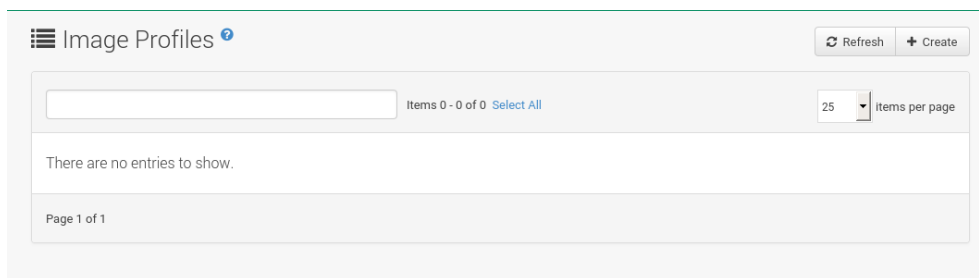 Image Profiles ?
Refresh + Create
Items 0 - 0 of 0 Select All 25 items per page
There are no entries to show.
Page 1 of 1